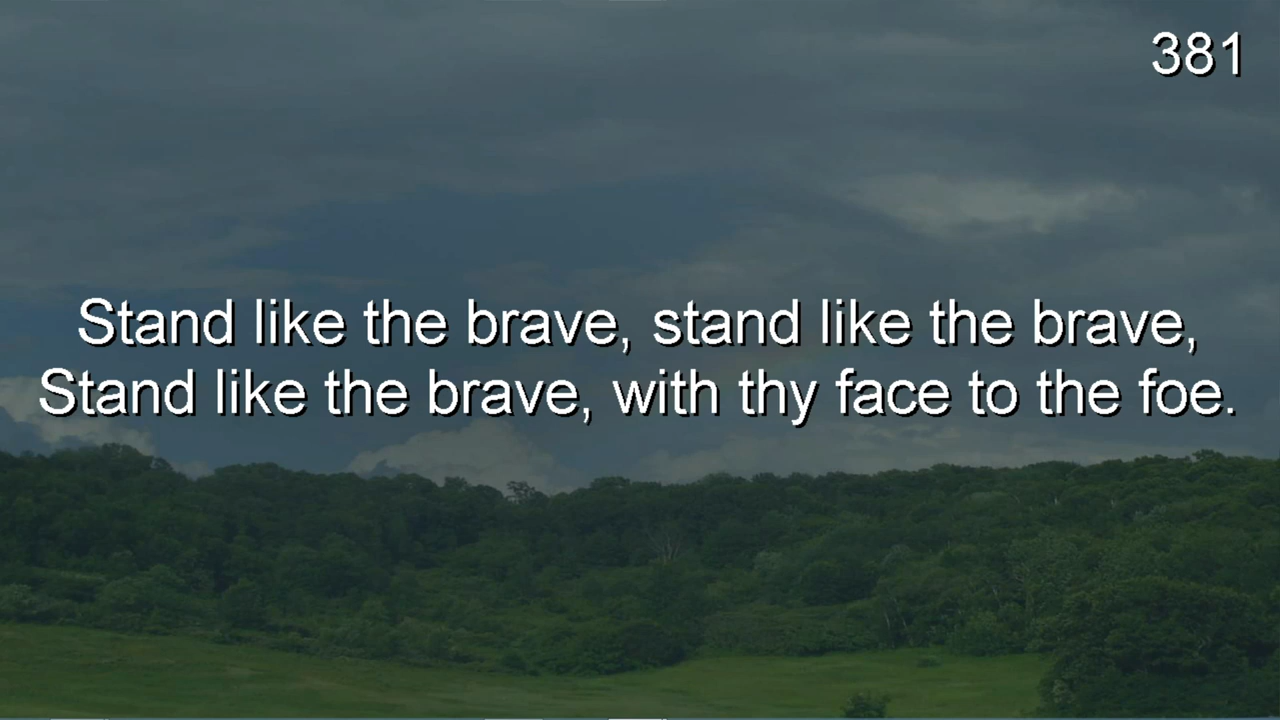 381
Stand like the brave, stand like the brave,
Stand like the brave, with thy face to the foe.